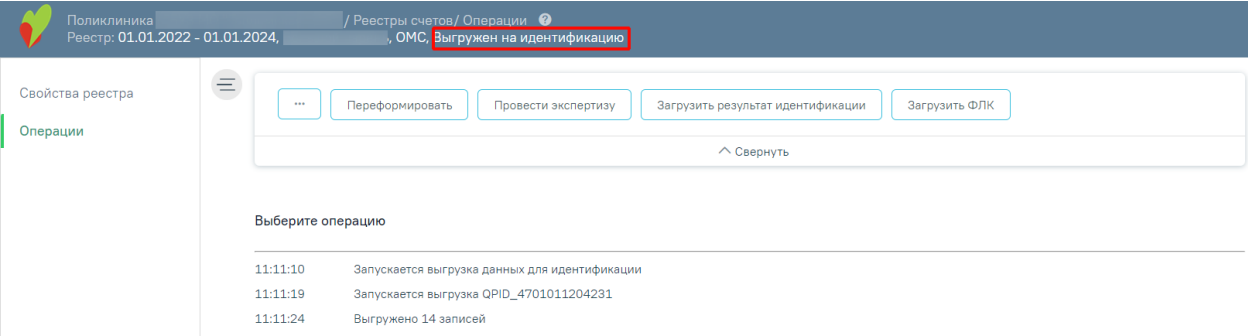 Поликлиника / Реестры счетов/ Операции ?
Реестр: 01.01.2022 - 01.01.2024, , ОМС, Выгружен на идентификацию
Свойства реестра
Операции
... Переформировать Провести экспертизу Загрузить результат идентификации Загрузить ФЛК
Свернуть
Выберите операцию
11:11:10 Запускается выгрузка данных для идентификации
11:11:19 Запускается выгрузка QPID_4701011204231
11:11:24 Выгружено 14 записей